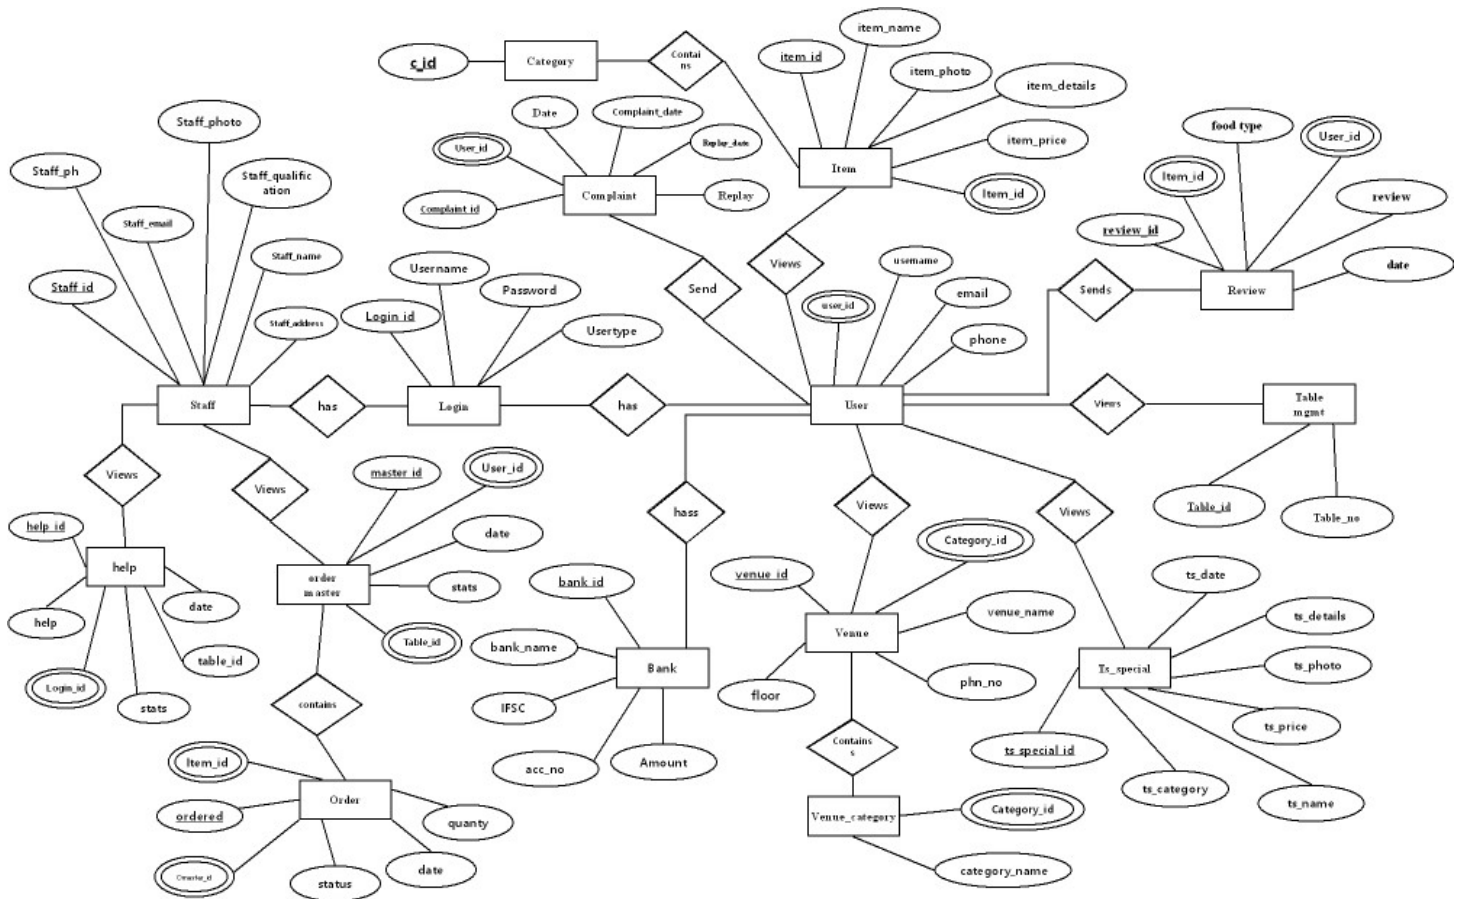 item_name
item_id
c_id
Category
Contai
ns
item_photo
item_details
Staff_photo
Date
Complaint_date
food type
User_id
User_id
Replay_date
item_price
Staff_ph
Staff_qualific
ation
Item
Item_id
Complaint
Replay
Item_id
review
Complaint_id
Staff_email
review_id
Staff_name
Username
Views
username
date
Staff_id
Password
Send
email
Sends
Review
Login_id
user_id
Staff_address
Usertype
phone
Staff
has
Login
has
User
Views
Table
mgmt
Views
Views
master_id
User_id
hass
Views
Views
Table_id
Table_no
help_id
date
Category_id
help
order
master
stats
bank_id
venue_id
ts_date
date
help
venue_name
ts_details
Table_id
bank_name
Venue
table_id
Bank
Ts_special
ts_photo
Login_id
stats
contains
IFSC
floor
phn_no
ts_price
Contains
s
ts_special_id
Item_id
acc_no
Amount
ts_category
ts_name
Order
ordered
quanty
Venue_category
Category_id
status
date
category_name